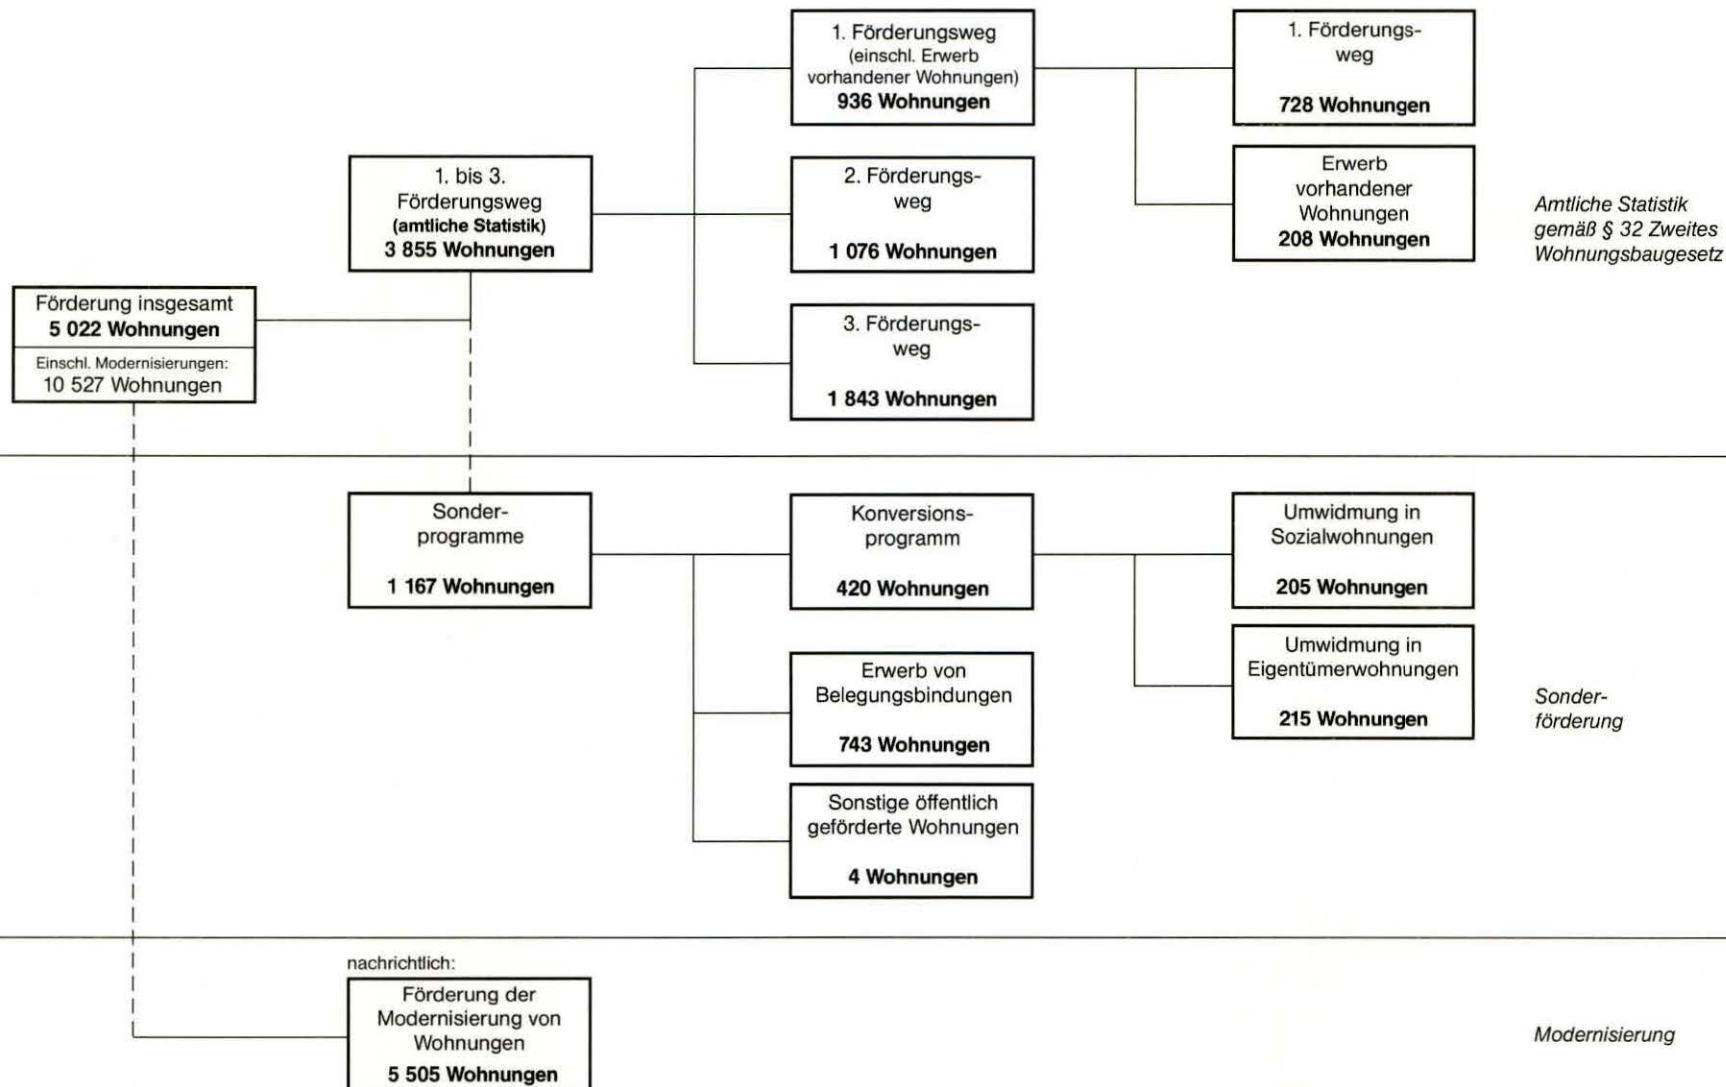 Förderung insgesamt
5 022 Wohnungen
Einschl. Modernisierungen:
10 527 Wohnungen
1. bis 3.
Förderungsweg
(amtliche Statistik)
3 855 Wohnungen
1. Förderungsweg
(einschl. Erwerb
vorhandener Wohnungen)
936 Wohnungen
2. Förderungs-
weg
1 076 Wohnungen
3. Förderungs-
weg
1 843 Wohnungen
1. Förderungs-
weg
728 Wohnungen
Erwerb
vorhandener
Wohnungen
208 Wohnungen
Amtliche Statistik
gemäß § 32 Zweites
Wohnungsbaugesetz
Sonder-
programme
1 167 Wohnungen
Konversions-
programm
420 Wohnungen
Erwerb von
Belegungsbindungen
743 Wohnungen
Sonstige öffentlich
geförderte Wohnungen
4 Wohnungen
Umwidmung in
Sozialwohnungen
205 Wohnungen
Umwidmung in
Eigentümerwohnungen
215 Wohnungen
Sonder-
förderung
nachrichtlich:
Förderung der
Modernisierung von
Wohnungen
5 505 Wohnungen
Modernisierung